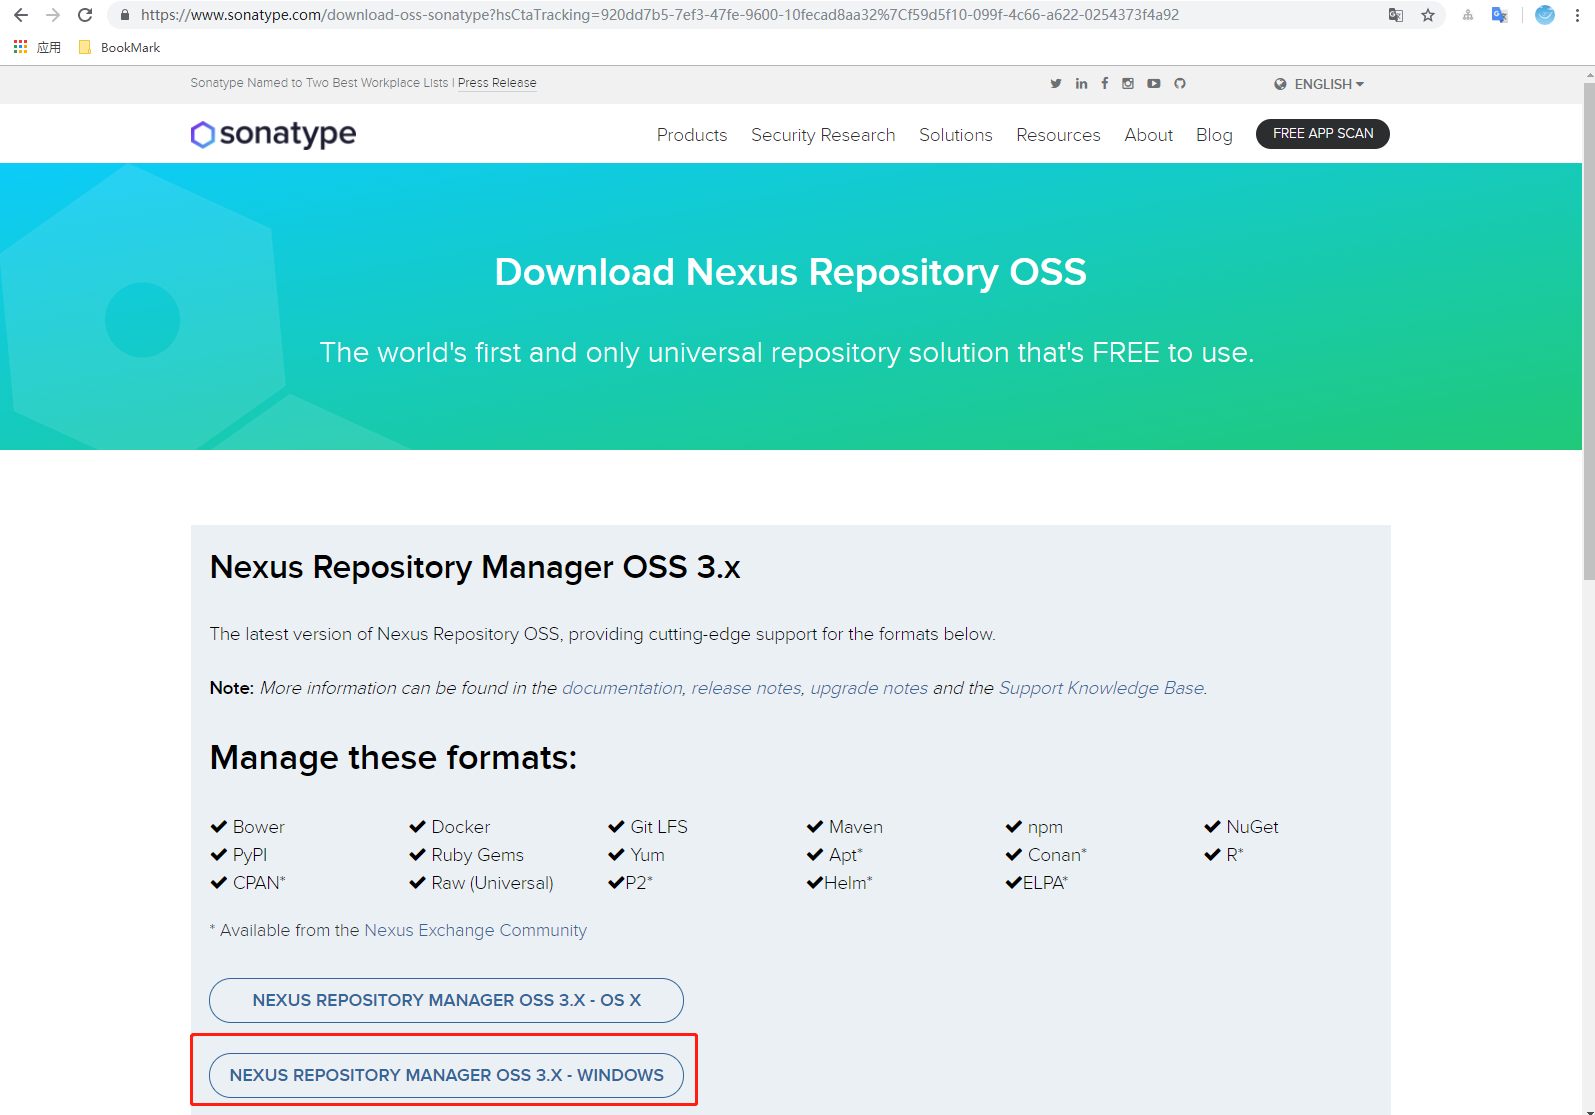 https://www.sonatype.com/download-oss-sonatype?hsCtaTracking=920dd7b5-7ef3-47fe-9600-10fecad8aa32%7Cf59d5f10-099f-4c66-a622-0254373f4a92
应用 BookMark
Sonatype Named to Two Best Workplace Lists | Press Release ENGLISH
sonatype Products Security Research Solutions Resources About Blog FREE APP SCAN
Download Nexus Repository OSS
The world's first and only universal repository solution that's FREE to use.
Nexus Repository Manager OSS 3.x
The latest version of Nexus Repository OSS, providing cutting-edge support for the formats below.
Note: More information can be found in the documentation, release notes, upgrade notes and the Support Knowledge Base.
Manage these formats:
✔ Bower ✔ Docker ✔ Git LFS ✔ Maven ✔ npm ✔ NuGet
✔ PyPI ✔ Ruby Gems ✔ Yum ✔ Apt* ✔ Conan* ✔ R*
✔ CPAN* ✔ Raw (Universal) ✔P2* ✔Helm* ✔ELPA*
* Available from the Nexus Exchange Community
NEXUS REPOSITORY MANAGER OSS 3.X - OS X
NEXUS REPOSITORY MANAGER OSS 3.X - WINDOWS